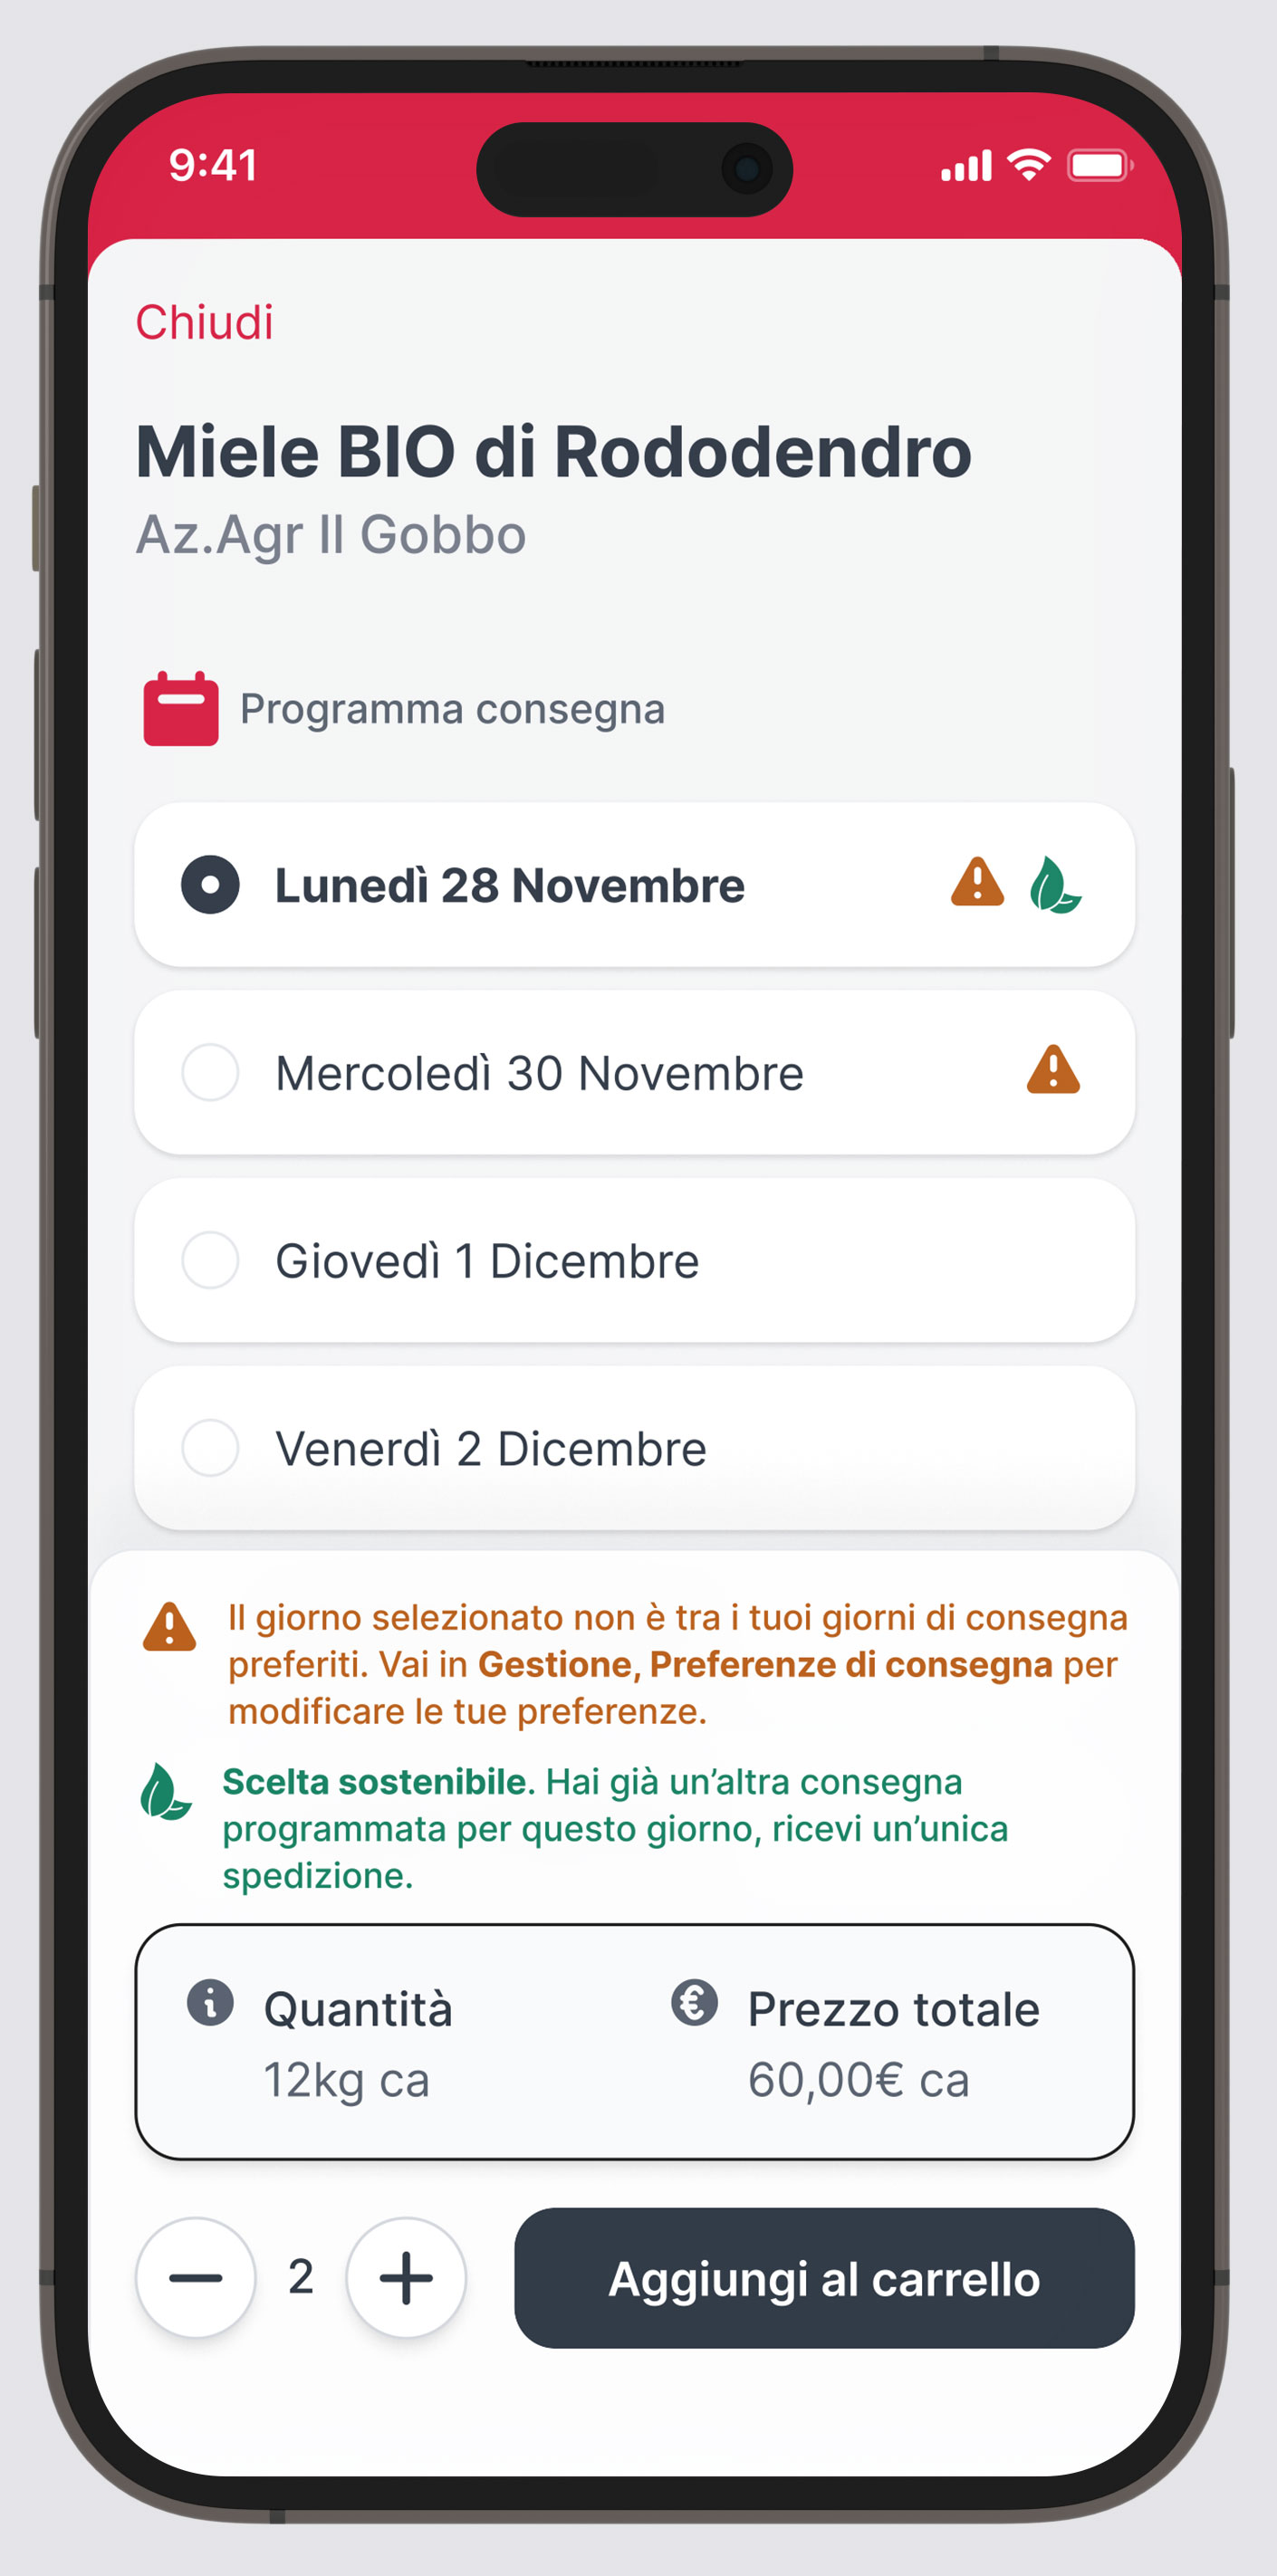 9:41
Chiudi
Miele BIO di Rododendro
Az.Agr Il Gobbo
Programma consegna
Lunedì 28 Novembre
Mercoledì 30 Novembre
Giovedì 1 Dicembre
Venerdì 2 Dicembre
Il giorno selezionato non è tra i tuoi giorni di consegna
preferiti. Vai in Gestione, Preferenze di consegna per
modificare le tue preferenze.
Scelta sostenibile. Hai già un’altra consegna
programmata per questo giorno, ricevi un’unica
spedizione.
Quantità
12kg ca
Prezzo totale
60,00€ ca
2
Aggiungi al carrello